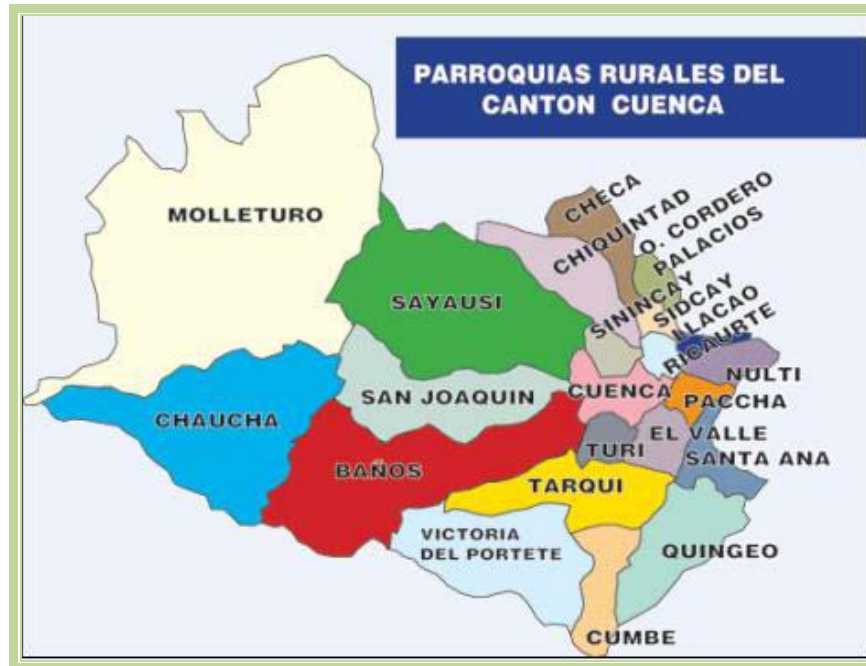 PARROQUIAS RURALES DEL
CANTON CUENCA
CHECA
O. CORDERO
PALACIOS
CHIQUINTAD
MOLLETURO
SIDCAY
SININCAY
LLACAO
SAYAUSI
RICAURTE
NULTI
CUENCA
SAN JOAQUIN
PACCHA
CHAUCHA
EL VALLE
TURI
SANTA ANA
BAÑOS
TARQUI
VICTORIA
DEL PORTETE
QUINGEO
CUMBE